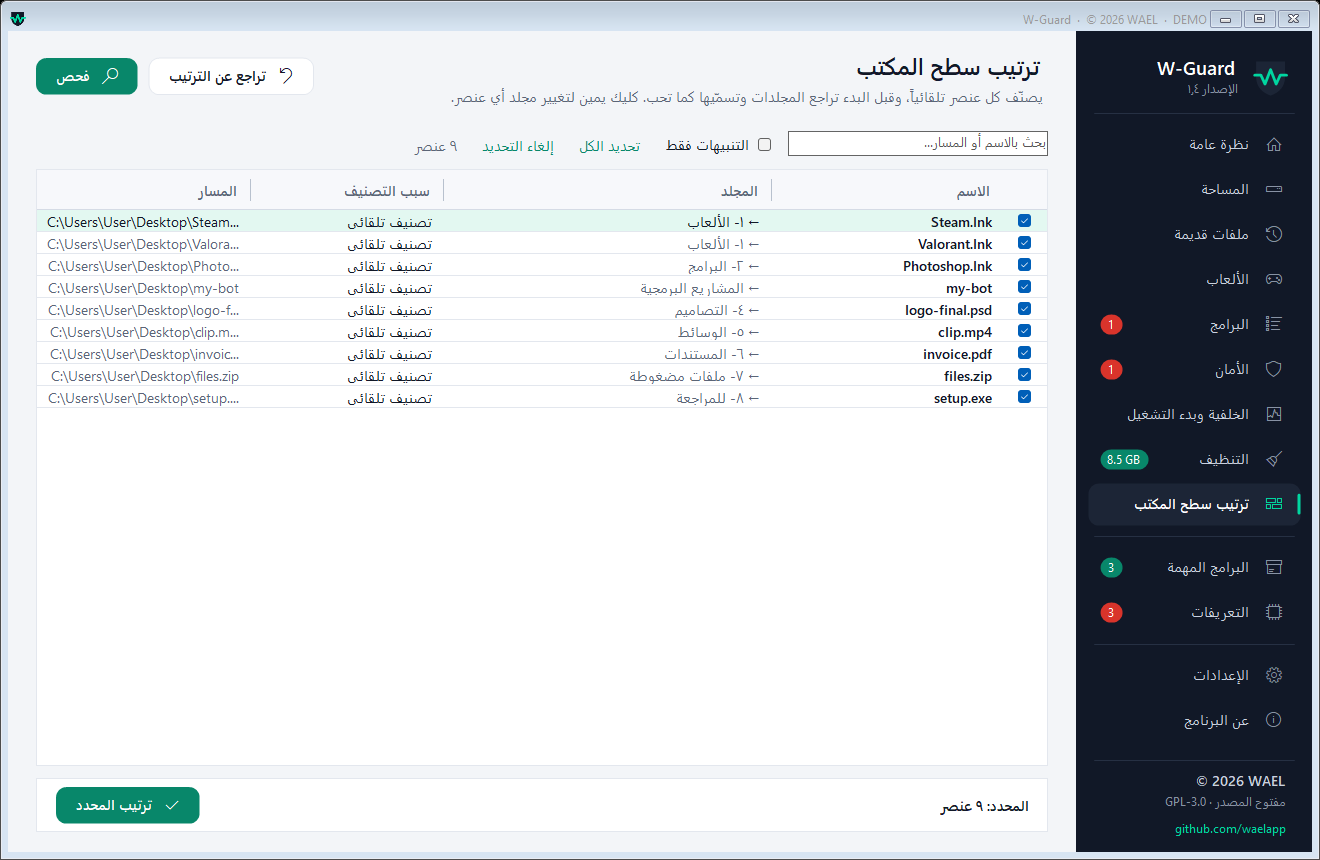 W-Guard · © 2026 WAEL · DEMO
W-Guard
الإصدار ١,٤
نظرة عامة
المساحة
ملفات قديمة
الألعاب
البرامج 1
الأمان 1
الخلفية وبدء التشغيل
التنظيف 8.5 GB
ترتيب سطح المكتب
البرامج المهمة 3
التعريفات 3
الإعدادات
عن البرنامج
© 2026 WAEL
مفتوح المصدر · GPL-3.0
github.com/waelapp
ترتيب سطح المكتب
يصنّف كل عنصر تلقائياً، وقبل البدء تراجع المجلدات وتسمّيها كما تحب. كليك يمين لتغيير مجلد أي عنصر.
تراجع عن الترتيب
فحص
بحث بالاسم أو المسار...
التنبيهات فقط
تحديد الكل
إلغاء التحديد
٩ عنصر
الاسم المجلد سبب التصنيف المسار
Steam.lnk ← ١- الألعاب تصنيف تلقائي C:\Users\User\Desktop\Steam...
Valorant.lnk ← ١- الألعاب تصنيف تلقائي C:\Users\User\Desktop\Valora...
Photoshop.lnk ← ٢- البرامج تصنيف تلقائي C:\Users\User\Desktop\Photo...
my-bot ← المشاريع البرمجية تصنيف تلقائي C:\Users\User\Desktop\my-bot
logo-final.psd ← ٤- التصاميم تصنيف تلقائي C:\Users\User\Desktop\logo-f...
clip.mp4 ← ٥- الوسائط تصنيف تلقائي C:\Users\User\Desktop\clip.m...
invoice.pdf ← ٦- المستندات تصنيف تلقائي C:\Users\User\Desktop\invoic...
files.zip ← ٧- ملفات مضغوطة تصنيف تلقائي C:\Users\User\Desktop\files.zip
setup.exe ← ٨- للمراجعة تصنيف تلقائي C:\Users\User\Desktop\setup....
المحدد: ٩ عنصر
ترتيب المحدد